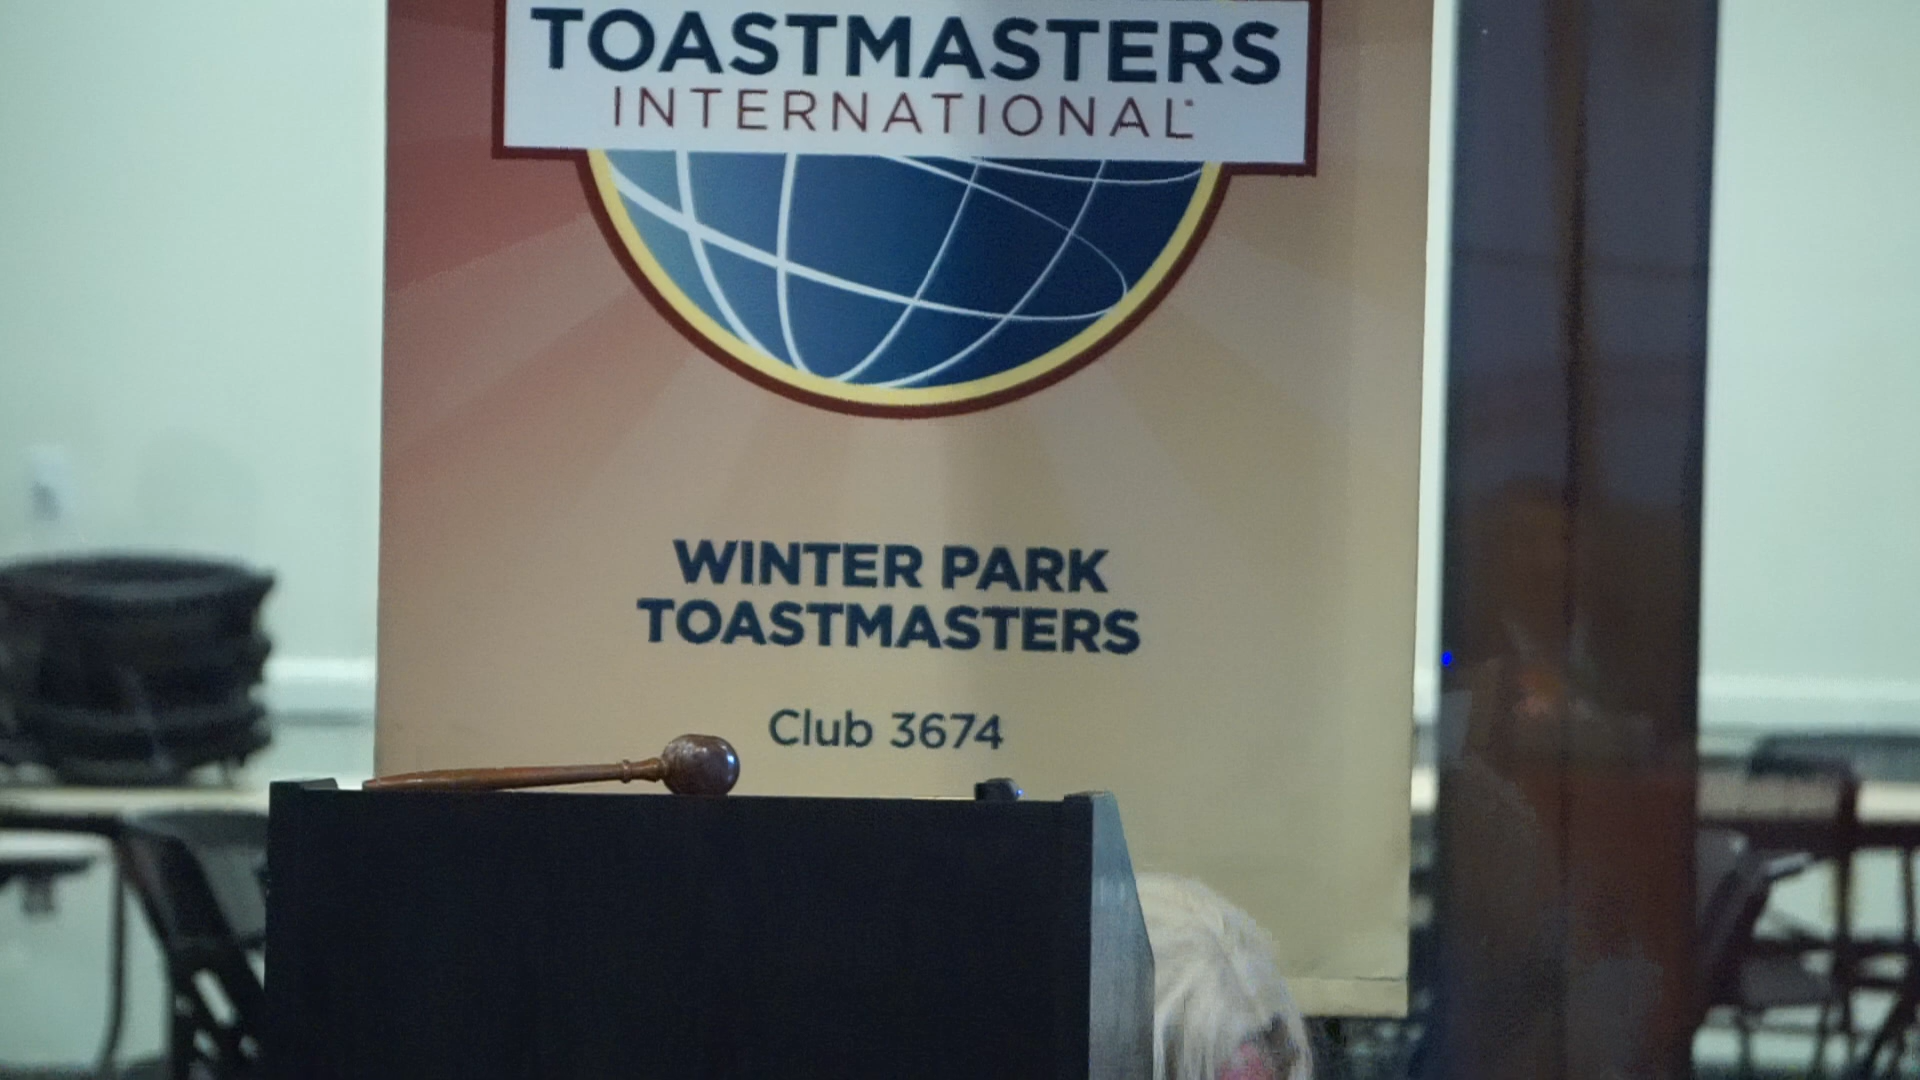 TOASTMASTERS
INTERNATIONAL
WINTER PARK
TOASTMASTERS
Club 3674